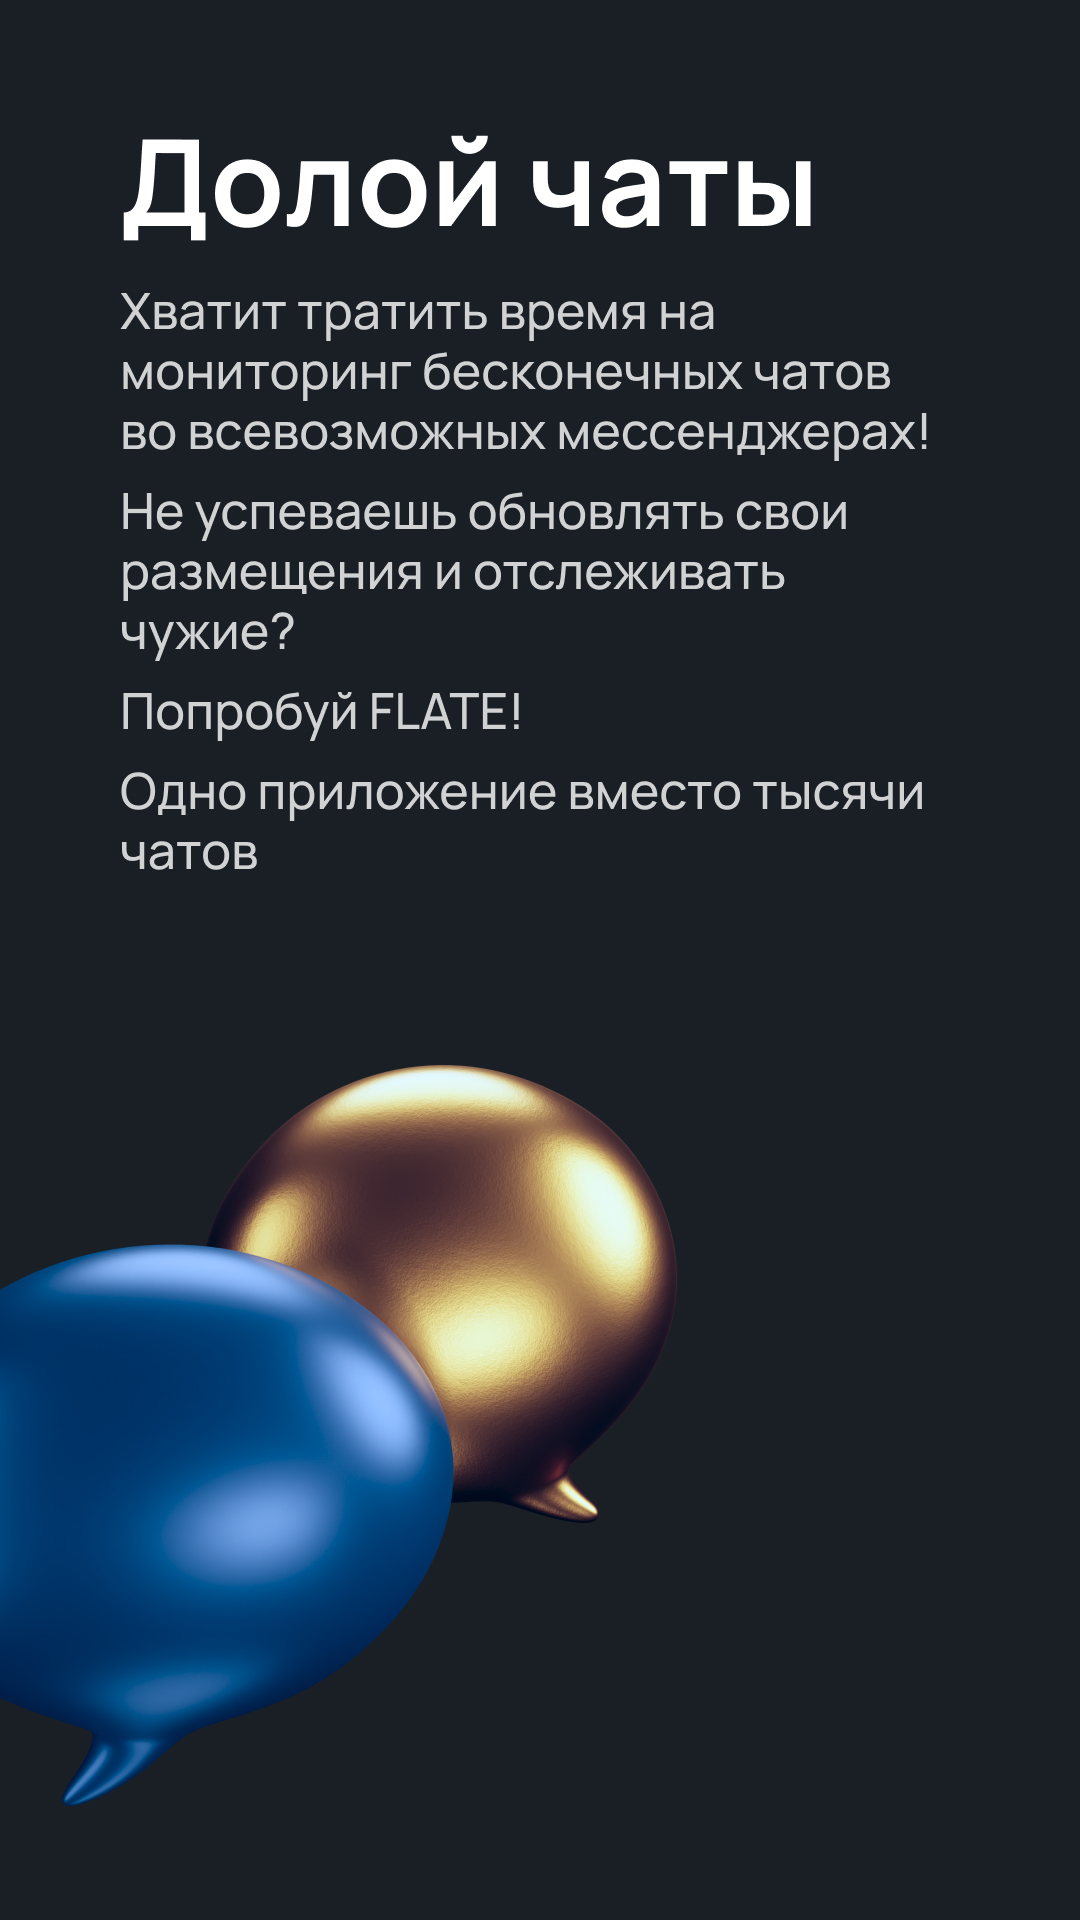 Долой чаты
Хватит тратить время на
мониторинг бесконечных чатов
во всевозможных мессенджерах!
Не успеваешь обновлять свои
размещения и отслеживать
чужие?
Попробуй FLATE!
Одно приложение вместо тысячи
чатов